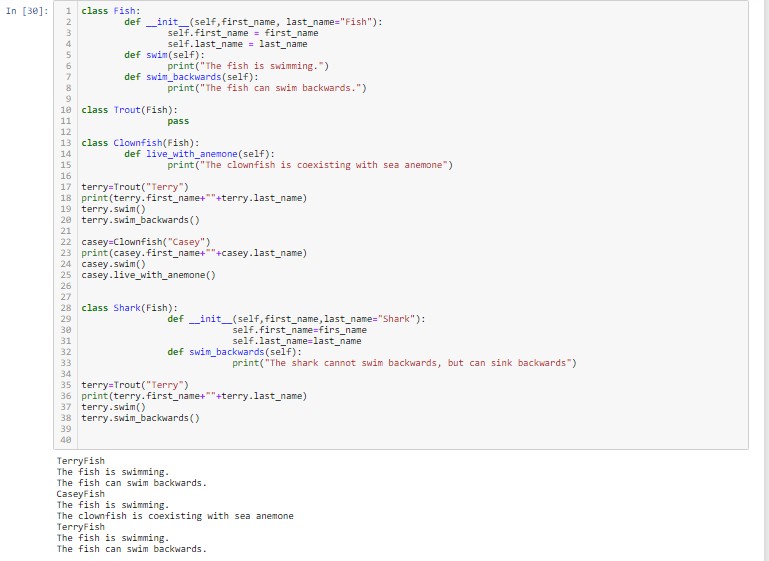 In [30]:
1 class Fish:
2 def __init__(self,first_name, last_name="Fish"):
3 self.first_name = first_name
4 self.last_name = last_name
5 def swim(self):
6 print("The fish is swimming.")
7 def swim_backwards(self):
8 print("The fish can swim backwards.")
9
10 class Trout(Fish):
11 pass
12
13 class Clownfish(Fish):
14 def live_with_anemone(self):
15 print("The clownfish is coexisting with sea anemone")
16
17 terry=Trout("Terry")
18 print(terry.first_name+""+terry.last_name)
19 terry.swim()
20 terry.swim_backwards()
21
22 casey=Clownfish("Casey")
23 print(casey.first_name+""+casey.last_name)
24 casey.swim()
25 casey.live_with_anemone()
26
27
28 class Shark(Fish):
29 def __init__(self,first_name,last_name="Shark"):
30 self.first_name=firs_name
31 self.last_name=last_name
32 def swim_backwards(self):
33 print("The shark cannot swim backwards, but can sink backwards")
34
35 terry=Trout("Terry")
36 print(terry.first_name+""+terry.last_name)
37 terry.swim()
38 terry.swim_backwards()
39
40
TerryFish
The fish is swimming.
The fish can swim backwards.
CaseyFish
The fish is swimming.
The clownfish is coexisting with sea anemone
TerryFish
The fish is swimming.
The fish can swim backwards.